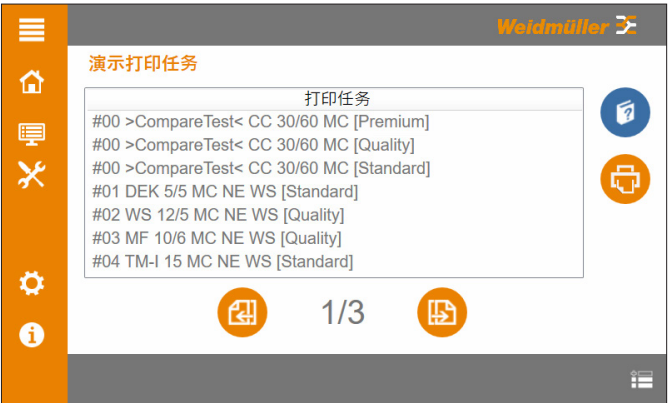 Weidmüller
演示打印任务
打印任务
#00 >CompareTest< CC 30/60 MC [Premium]
#00 >CompareTest< CC 30/60 MC [Quality]
#00 >CompareTest< CC 30/60 MC [Standard]
#01 DEK 5/5 MC NE WS [Standard]
#02 WS 12/5 MC NE WS [Quality]
#03 MF 10/6 MC NE WS [Quality]
#04 TM-I 15 MC NE WS [Standard]
1/3